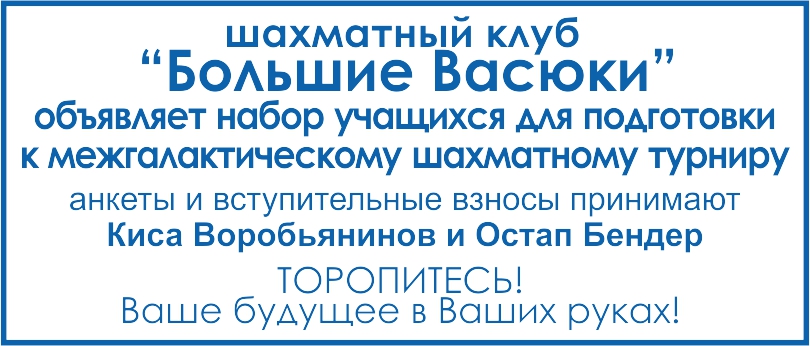 шахматный клуб
“Большие Васюки”
объявляет набор учащихся для подготовки
к межгалактическому шахматному турниру
анкеты и вступительные взносы принимают
Киса Воробьянинов и Остап Бендер
ТОРОПИТЕСЬ!
Ваше будущее в Ваших руках!